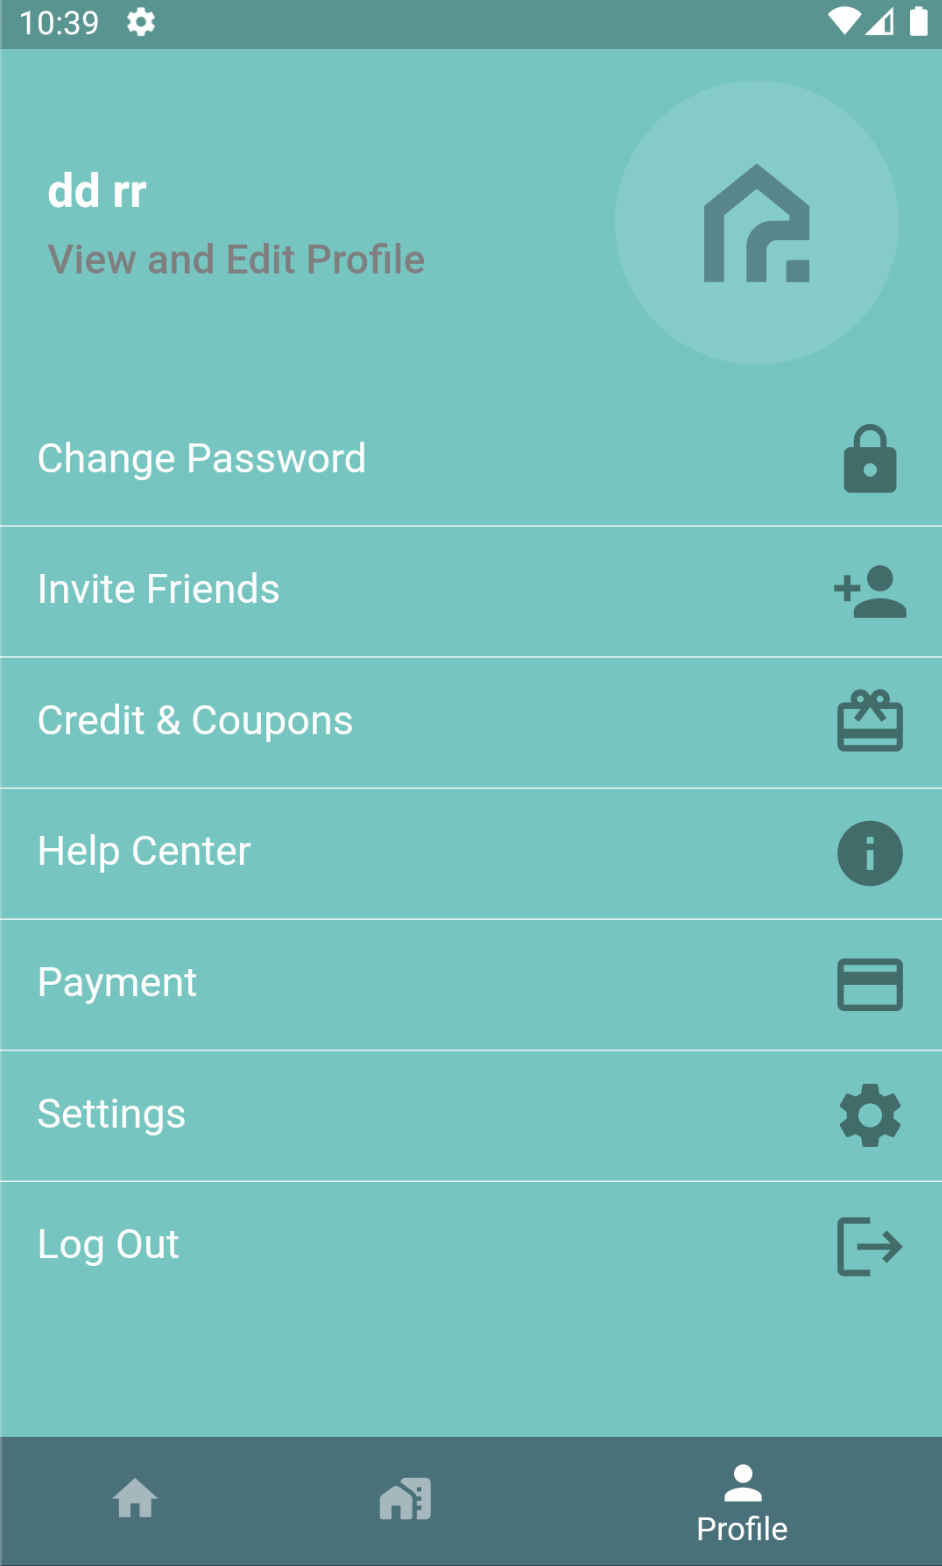 10:39
dd rr
View and Edit Profile
Change Password
Invite Friends
Credit & Coupons
Help Center
Payment
Settings
Log Out
Profile